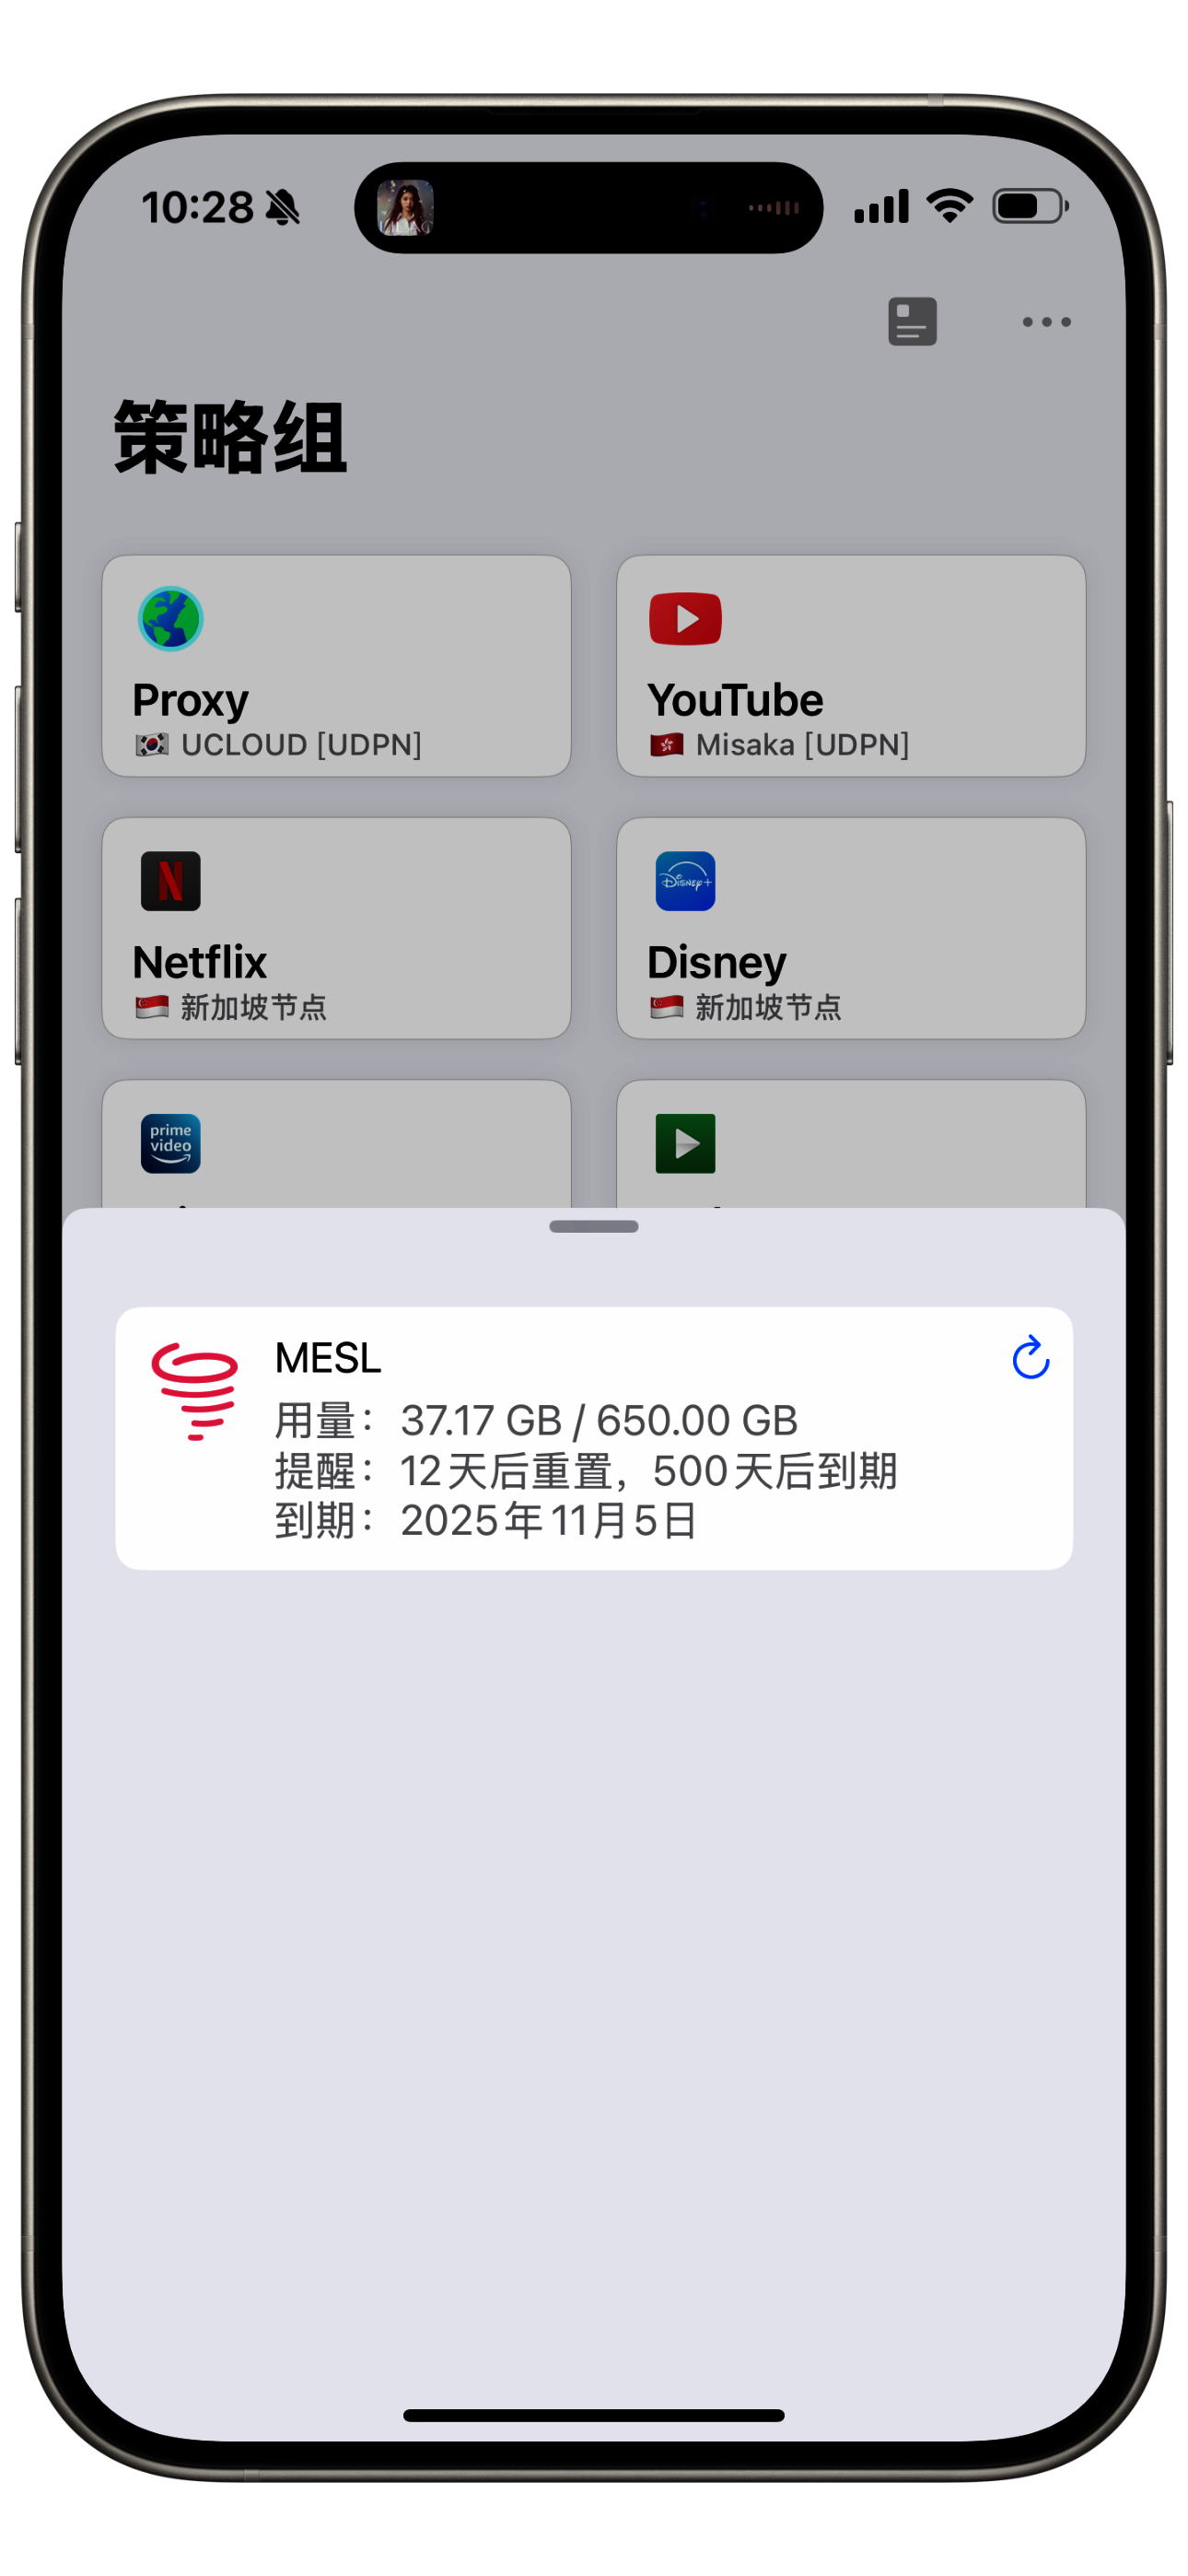 10:28
策略组
Proxy
🇰🇷 UCLOUD [UDPN]
YouTube
🇭🇰 Misaka [UDPN]
N
Netflix
🇸🇬 新加坡节点
Disney+
Disney
🇸🇬 新加坡节点
prime
video
MESL
用量：37.17 GB / 650.00 GB
提醒：12天后重置，500天后到期
到期：2025年11月5日